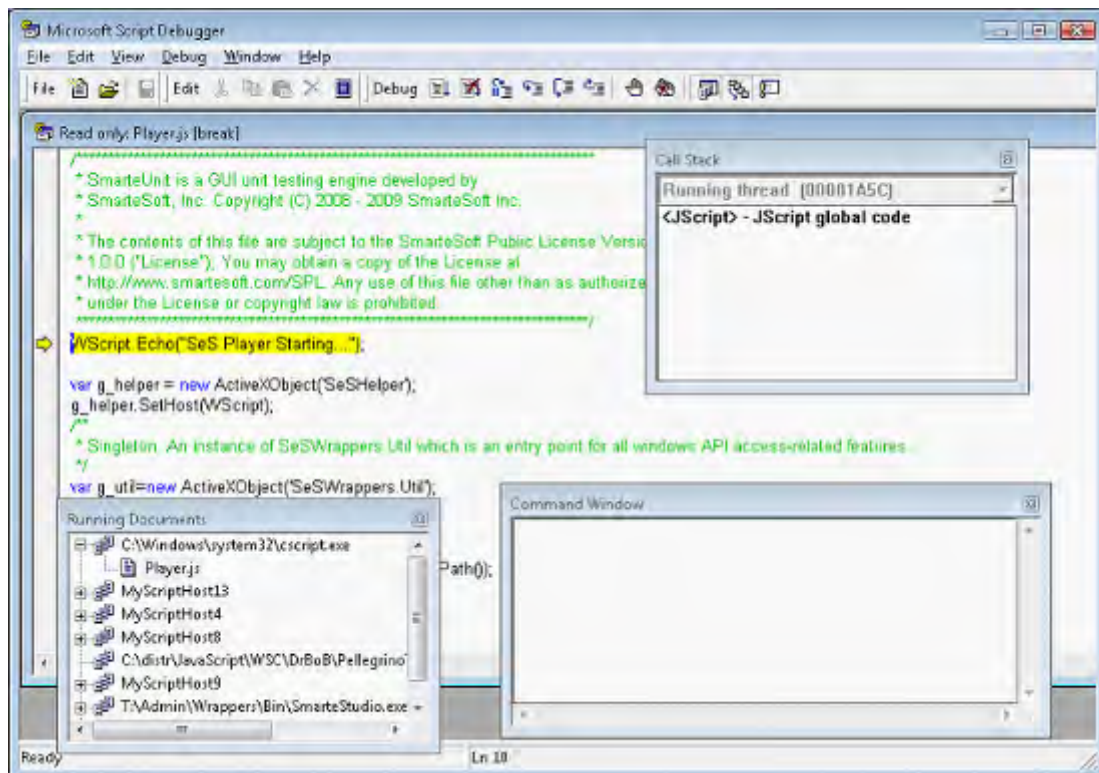 Microsoft Script Debugger
File Edit View Debug Window Help
File Edit Debug
Read only: Player.js [break]
/*****************************************************************************
* SmarteUnit is a GUI unit testing engine developed by
* SmarteSoft, Inc. Copyright (C) 2008 - 2009 SmarteSoft Inc.
*
* The contents of this file are subject to the SmarteSoft Public License Versio
* 1.0.0 ("License"); You may obtain a copy of the License at
* http://www.smartesoft.com/SPL. Any use of this file other than as authorize
* under the License or copyright law is prohibited.
*****************************************************************************/
WScript.Echo("SeS Player Starting...");
var g_helper = new ActiveXObject('SeSHelper');
g_helper.SetHost(WScript);
/**
* Singleton. An instance of SeSWrappers.Util which is an entry point for all windows API access-related features.
*/
var g_util=new ActiveXObject('SeSWrappers.Util');
Path());
Call Stack
Running thread (00001A5C)
<JScript> - JScript global code
Running Documents
C:\Windows\system32\cscript.exe
Player.js
MyScriptHost13
MyScriptHost4
MyScriptHost8
C:\distr\JavaScript\WSC\DrBoB\Pellegrino
MyScriptHost9
T:\Admin\Wrappers\Bin\SmarteStudio.exe
Command Window
Ready
Ln 10